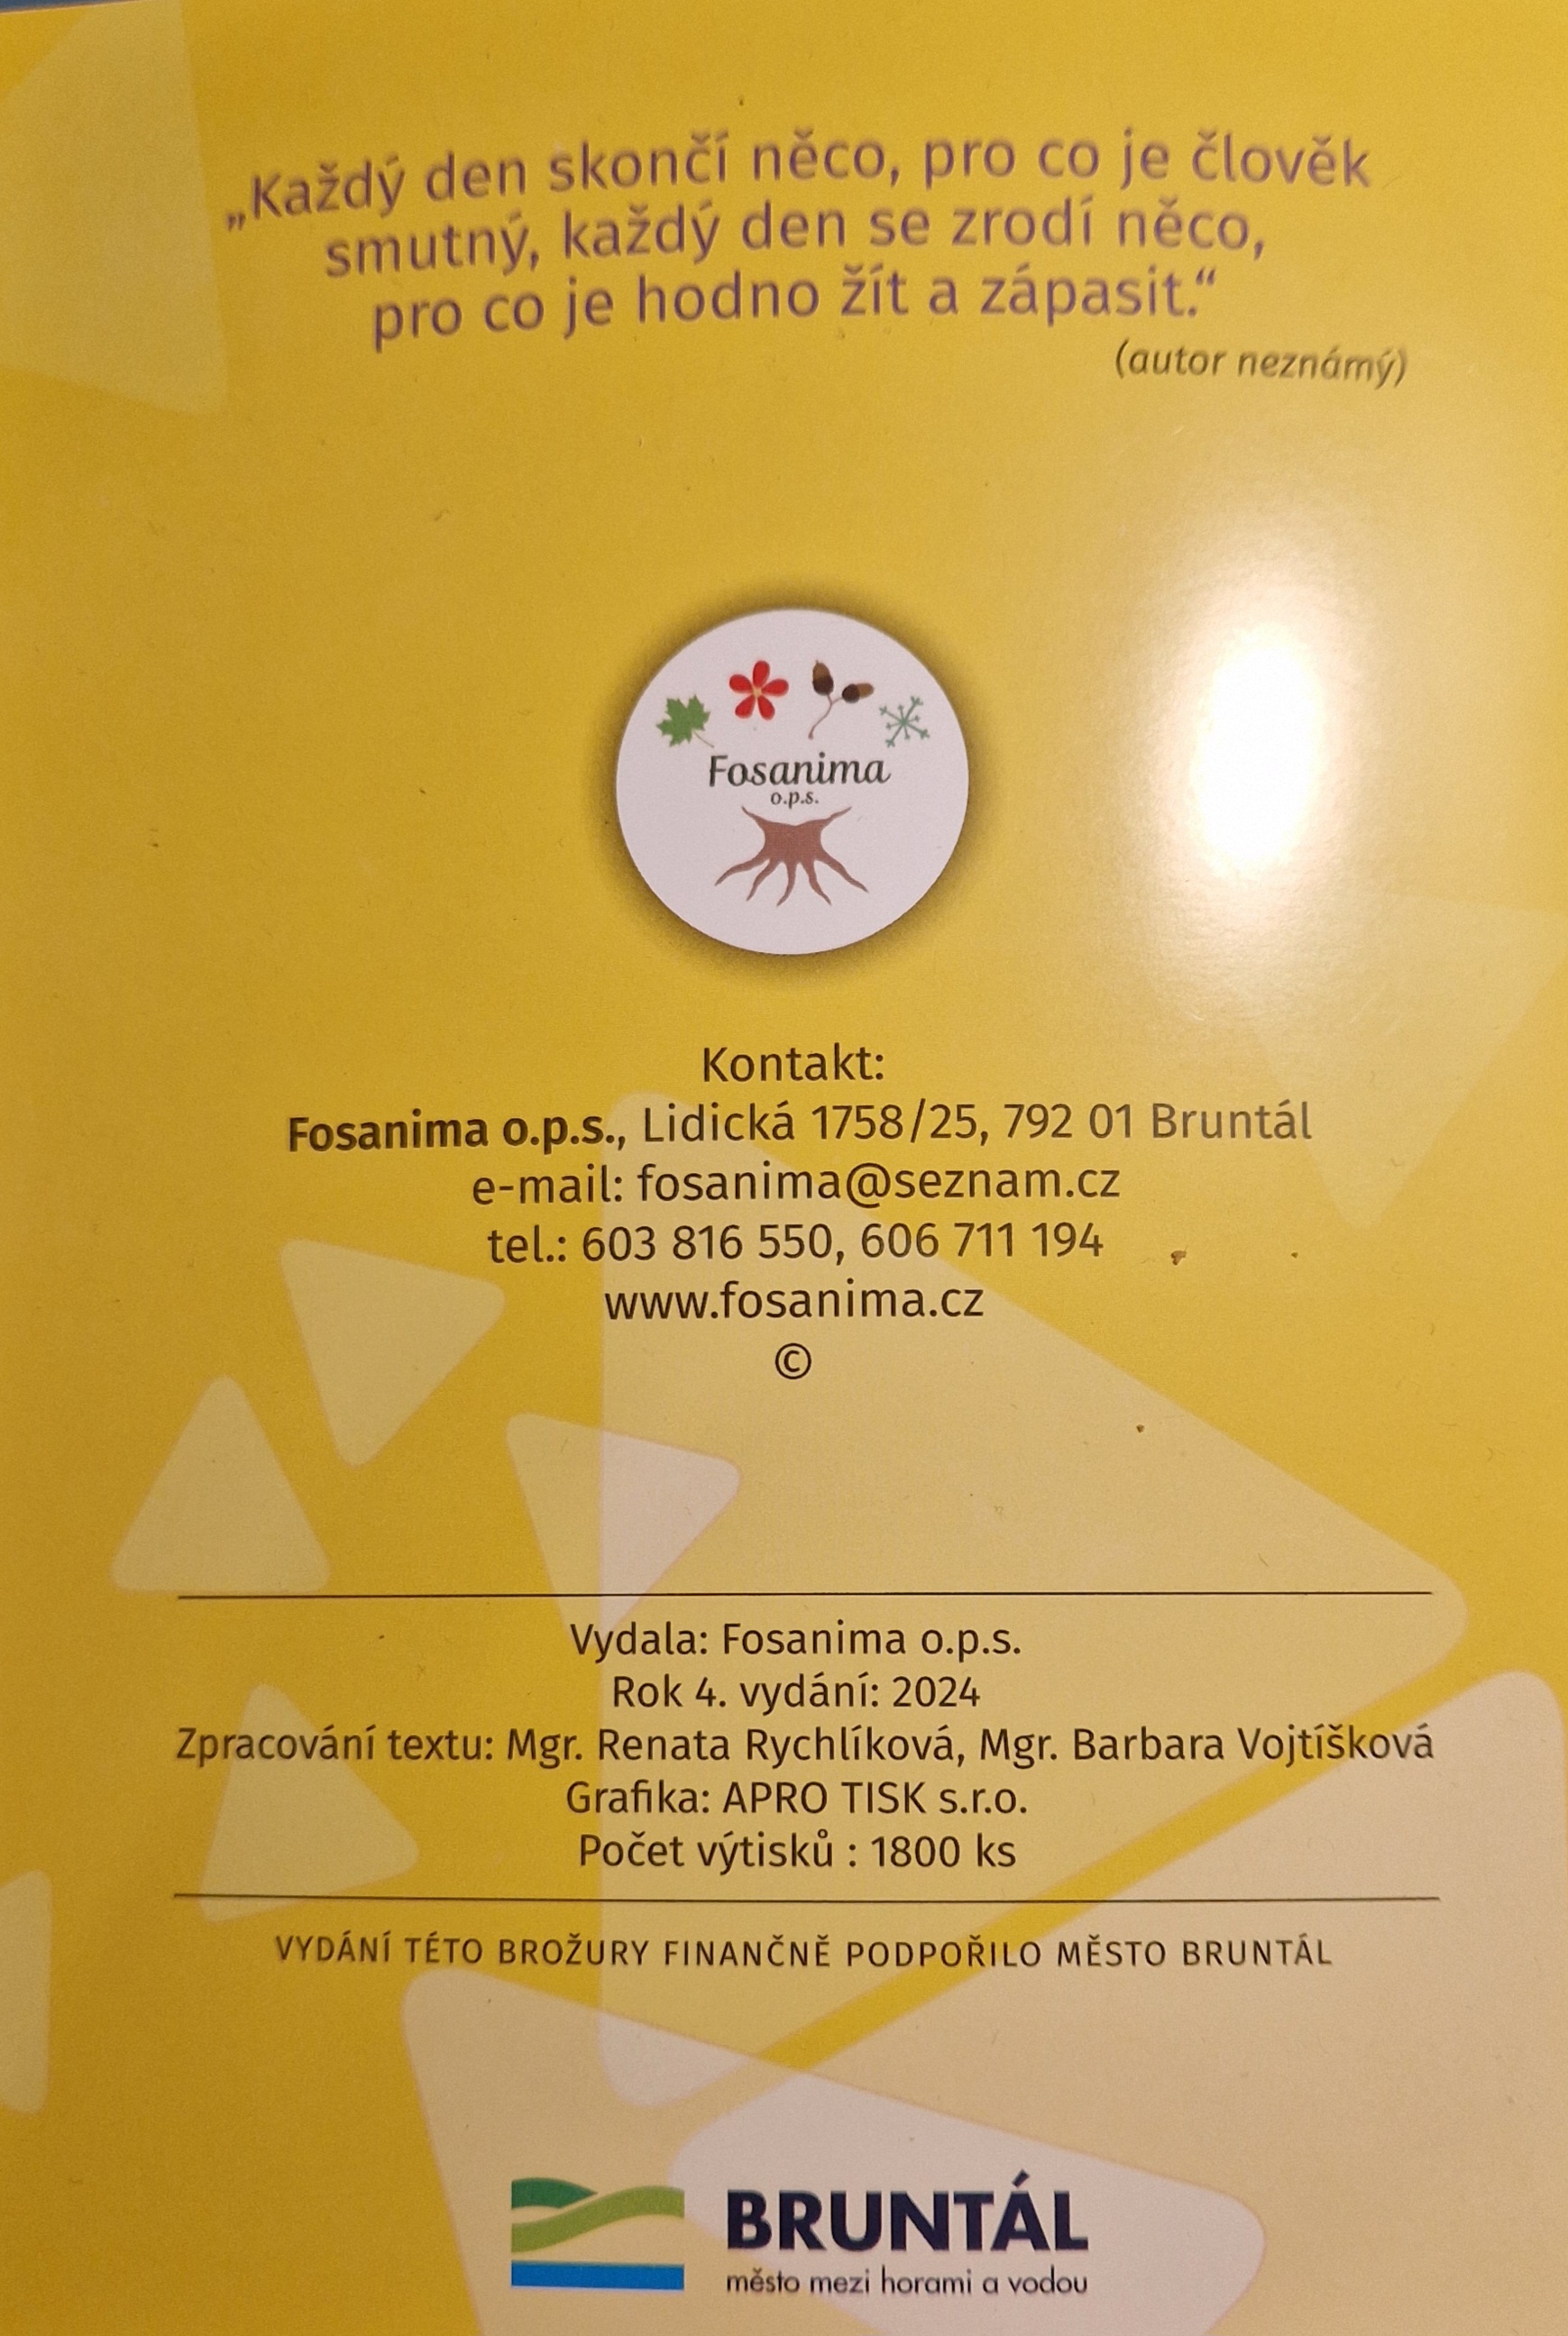 „Každý den skončí něco, pro co je člověk
smutný, každý den se zrodí něco,
pro co je hodno žít a zápasit.“
(autor neznámý)
Fosanima
o.p.s.
Kontakt:
Fosanima o.p.s., Lidická 1758/25, 792 01 Bruntál
e-mail: fosanima@seznam.cz
tel.: 603 816 550, 606 711 194
www.fosanima.cz
©
Vydala: Fosanima o.p.s.
Rok 4. vydání: 2024
Zpracování textu: Mgr. Renata Rychlíková, Mgr. Barbara Vojtíšková
Grafika: APRO TISK s.r.o.
Počet výtisků : 1800 ks
VYDÁNÍ TÉTO BROŽURY FINANČNĚ PODPOŘILO MĚSTO BRUNTÁL
BRUNTÁL
město mezi horami a vodou